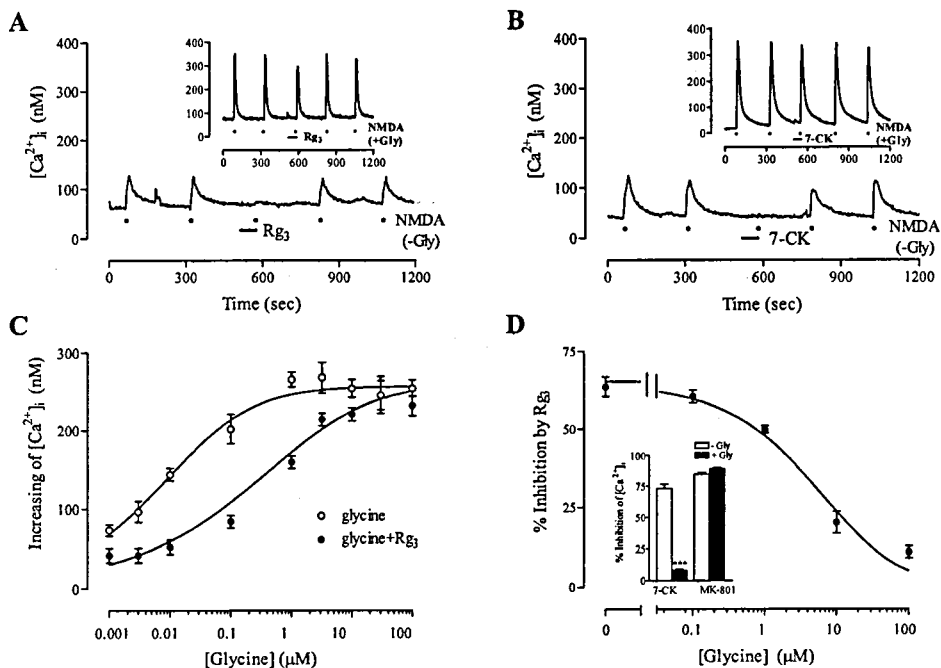 A
400
300
200
100
0
[Ca2+]i (nM)
400
300
200
100
0
Rg3
NMDA
(+Gly)
0 300 600 900 1200
Rg3
NMDA
(-Gly)
0 300 600 900 1200
Time (sec)
B
400
300
200
100
0
[Ca2+]i (nM)
400
300
200
100
0
7-CK
NMDA
(+Gly)
0 300 600 900 1200
7-CK
NMDA
(-Gly)
0 300 600 900 1200
Time (sec)
C
300
200
100
0
Increasing of [Ca2+]i (nM)
glycine
glycine+Rg3
0.001 0.01 0.1 1 10 100
[Glycine] (μM)
D
75
50
25
0
% Inhibition by Rg3
- Gly
+ Gly
100
75
50
25
0
% Inhibition of [Ca2+]i
***
7-CK MK-801
0 0.1 1 10 100
[Glycine] (μM)